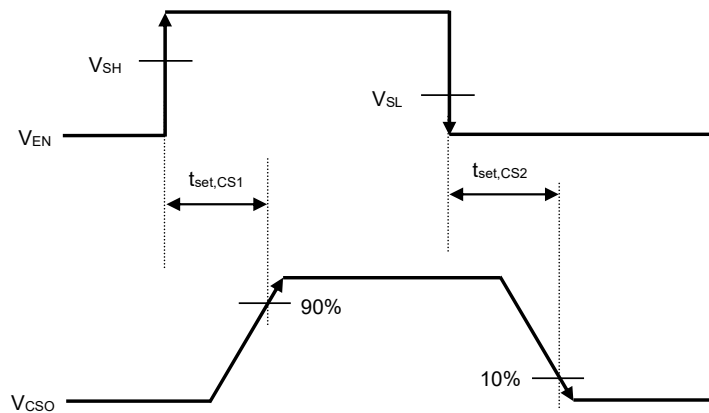 VSH
VSL
VEN
tset,CS1
tset,CS2
90%
10%
VCSO